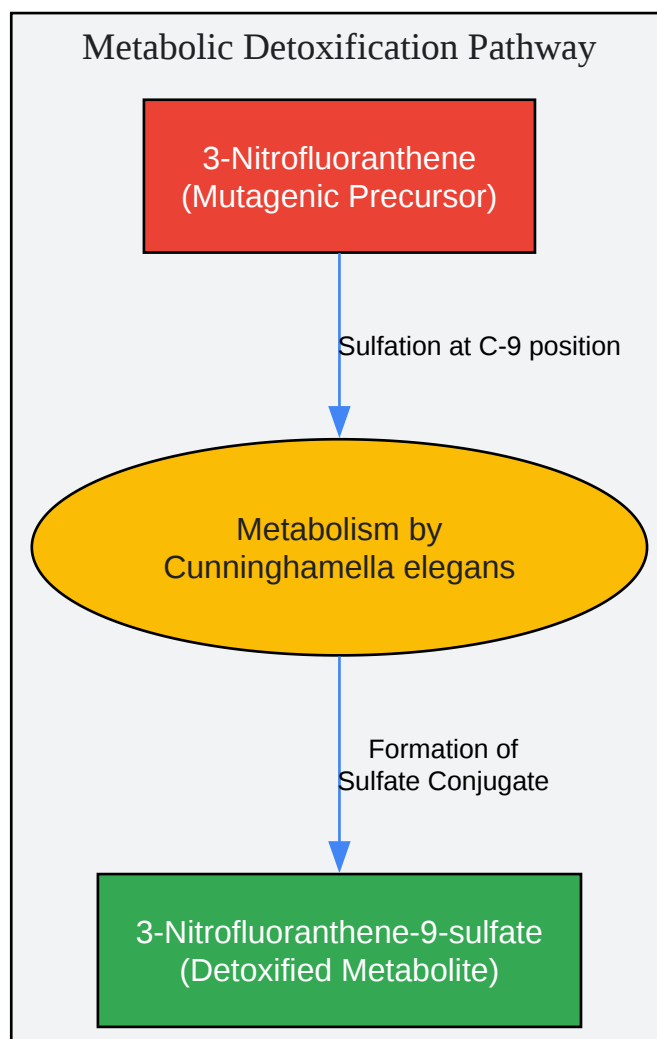 Metabolic Detoxification Pathway
3-Nitrofluoranthene
(Mutagenic Precursor)
Sulfation at C-9 position
Metabolism by
Cunninghamella elegans
Formation of
Sulfate Conjugate
3-Nitrofluoranthene-9-sulfate
(Detoxified Metabolite)